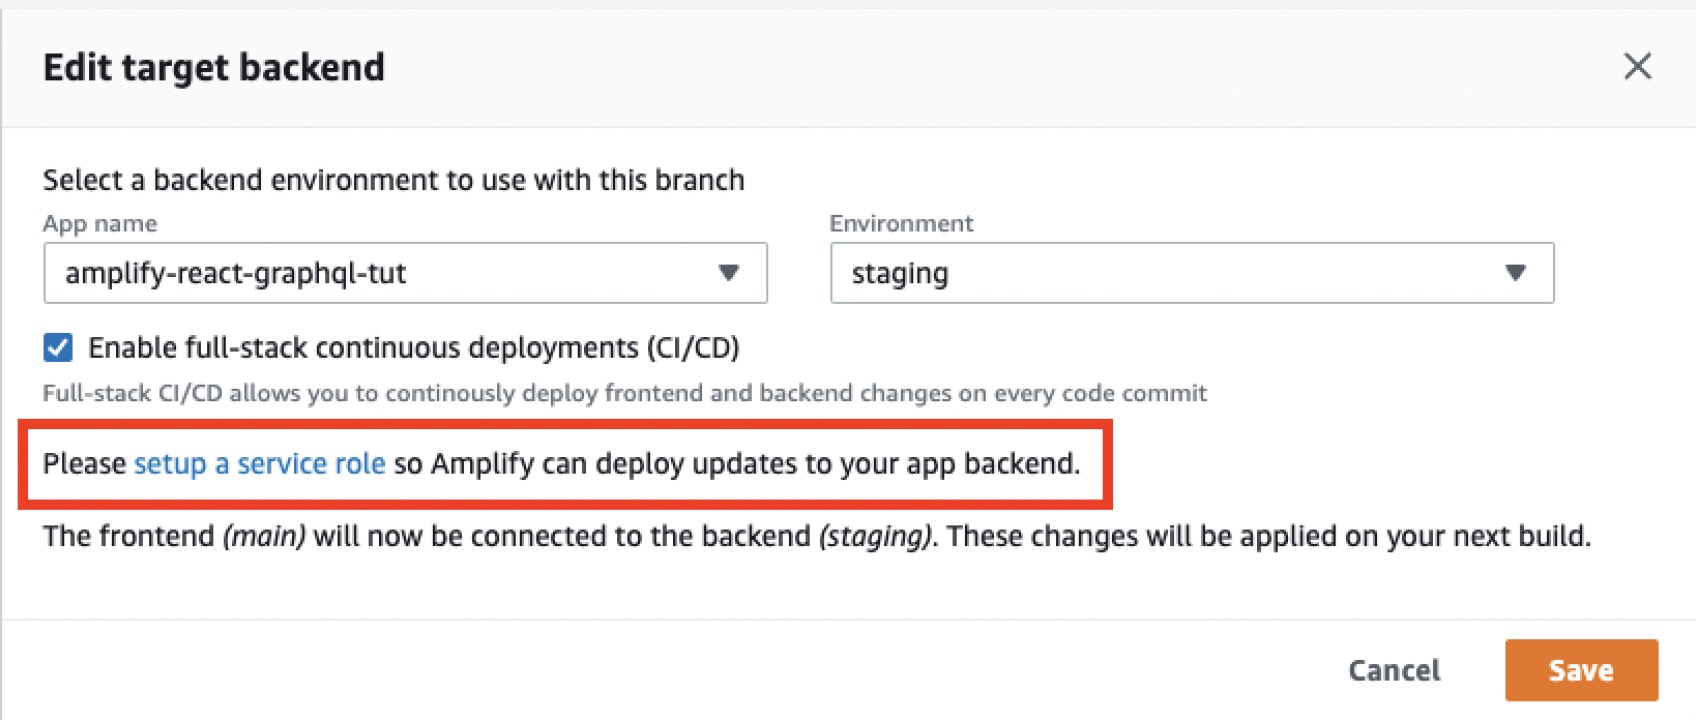 Edit target backend
Select a backend environment to use with this branch
App name
Environment
amplify-react-graphql-tut
staging
Enable full-stack continuous deployments (CI/CD)
Full-stack CI/CD allows you to continously deploy frontend and backend changes on every code commit
Please setup a service role so Amplify can deploy updates to your app backend.
The frontend (main) will now be connected to the backend (staging). These changes will be applied on your next build.
Cancel
Save